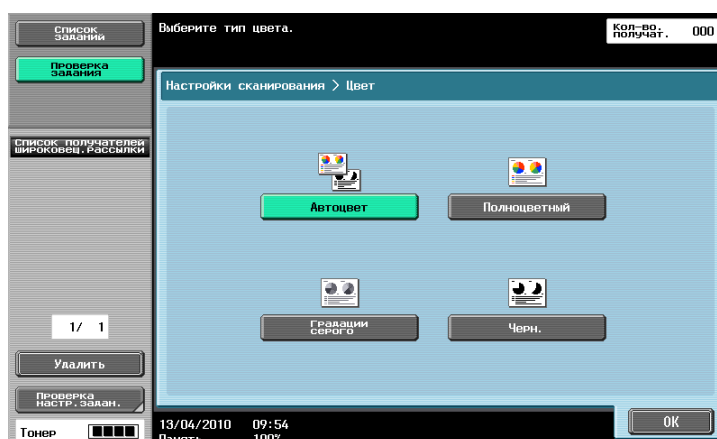 Список
заданий
Выберите тип цвета.
Кол-во.
получат. 000
Проверка
задания
Настройки сканирования > Цвет
Список получателей
широковещ.рассылки
Автоцвет
Полноцветный
Градации
серого
Черн.
1/ 1
Удалить
Проверка
настр.задан.
Тонер
13/04/2010 09:54
Память 100%
OK